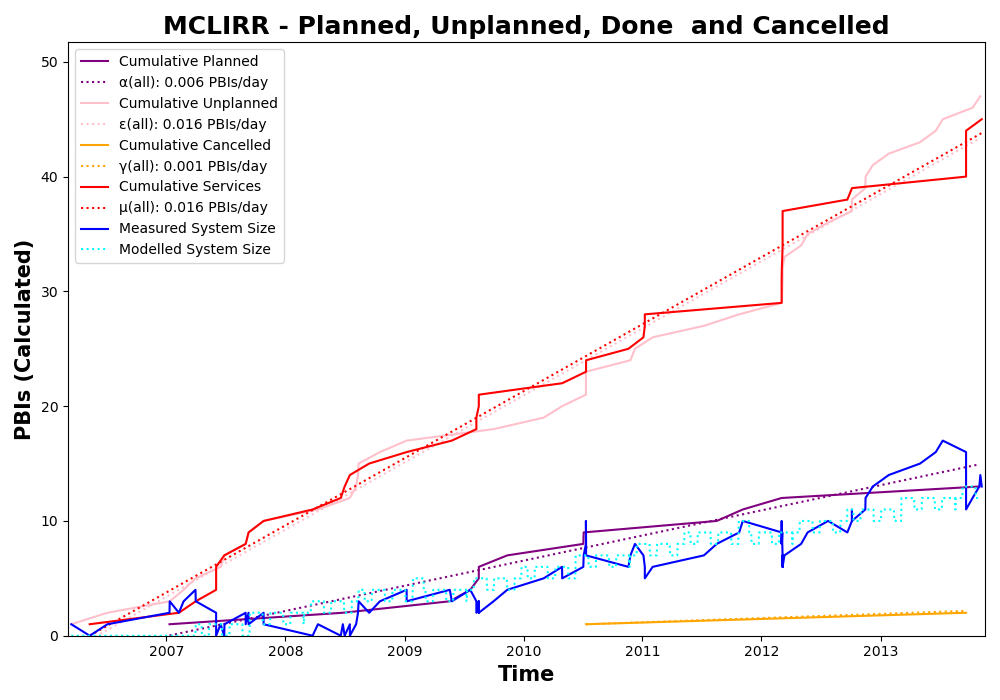 MCLIRR - Planned, Unplanned, Done  and Cancelled
PBIs (Calculated)
50
40
30
20
10
0
Cumulative Planned
α(all): 0.006 PBIs/day
Cumulative Unplanned
ε(all): 0.016 PBIs/day
Cumulative Cancelled
γ(all): 0.001 PBIs/day
Cumulative Services
μ(all): 0.016 PBIs/day
Measured System Size
Modelled System Size
2007 2008 2009 2010 2011 2012 2013
Time